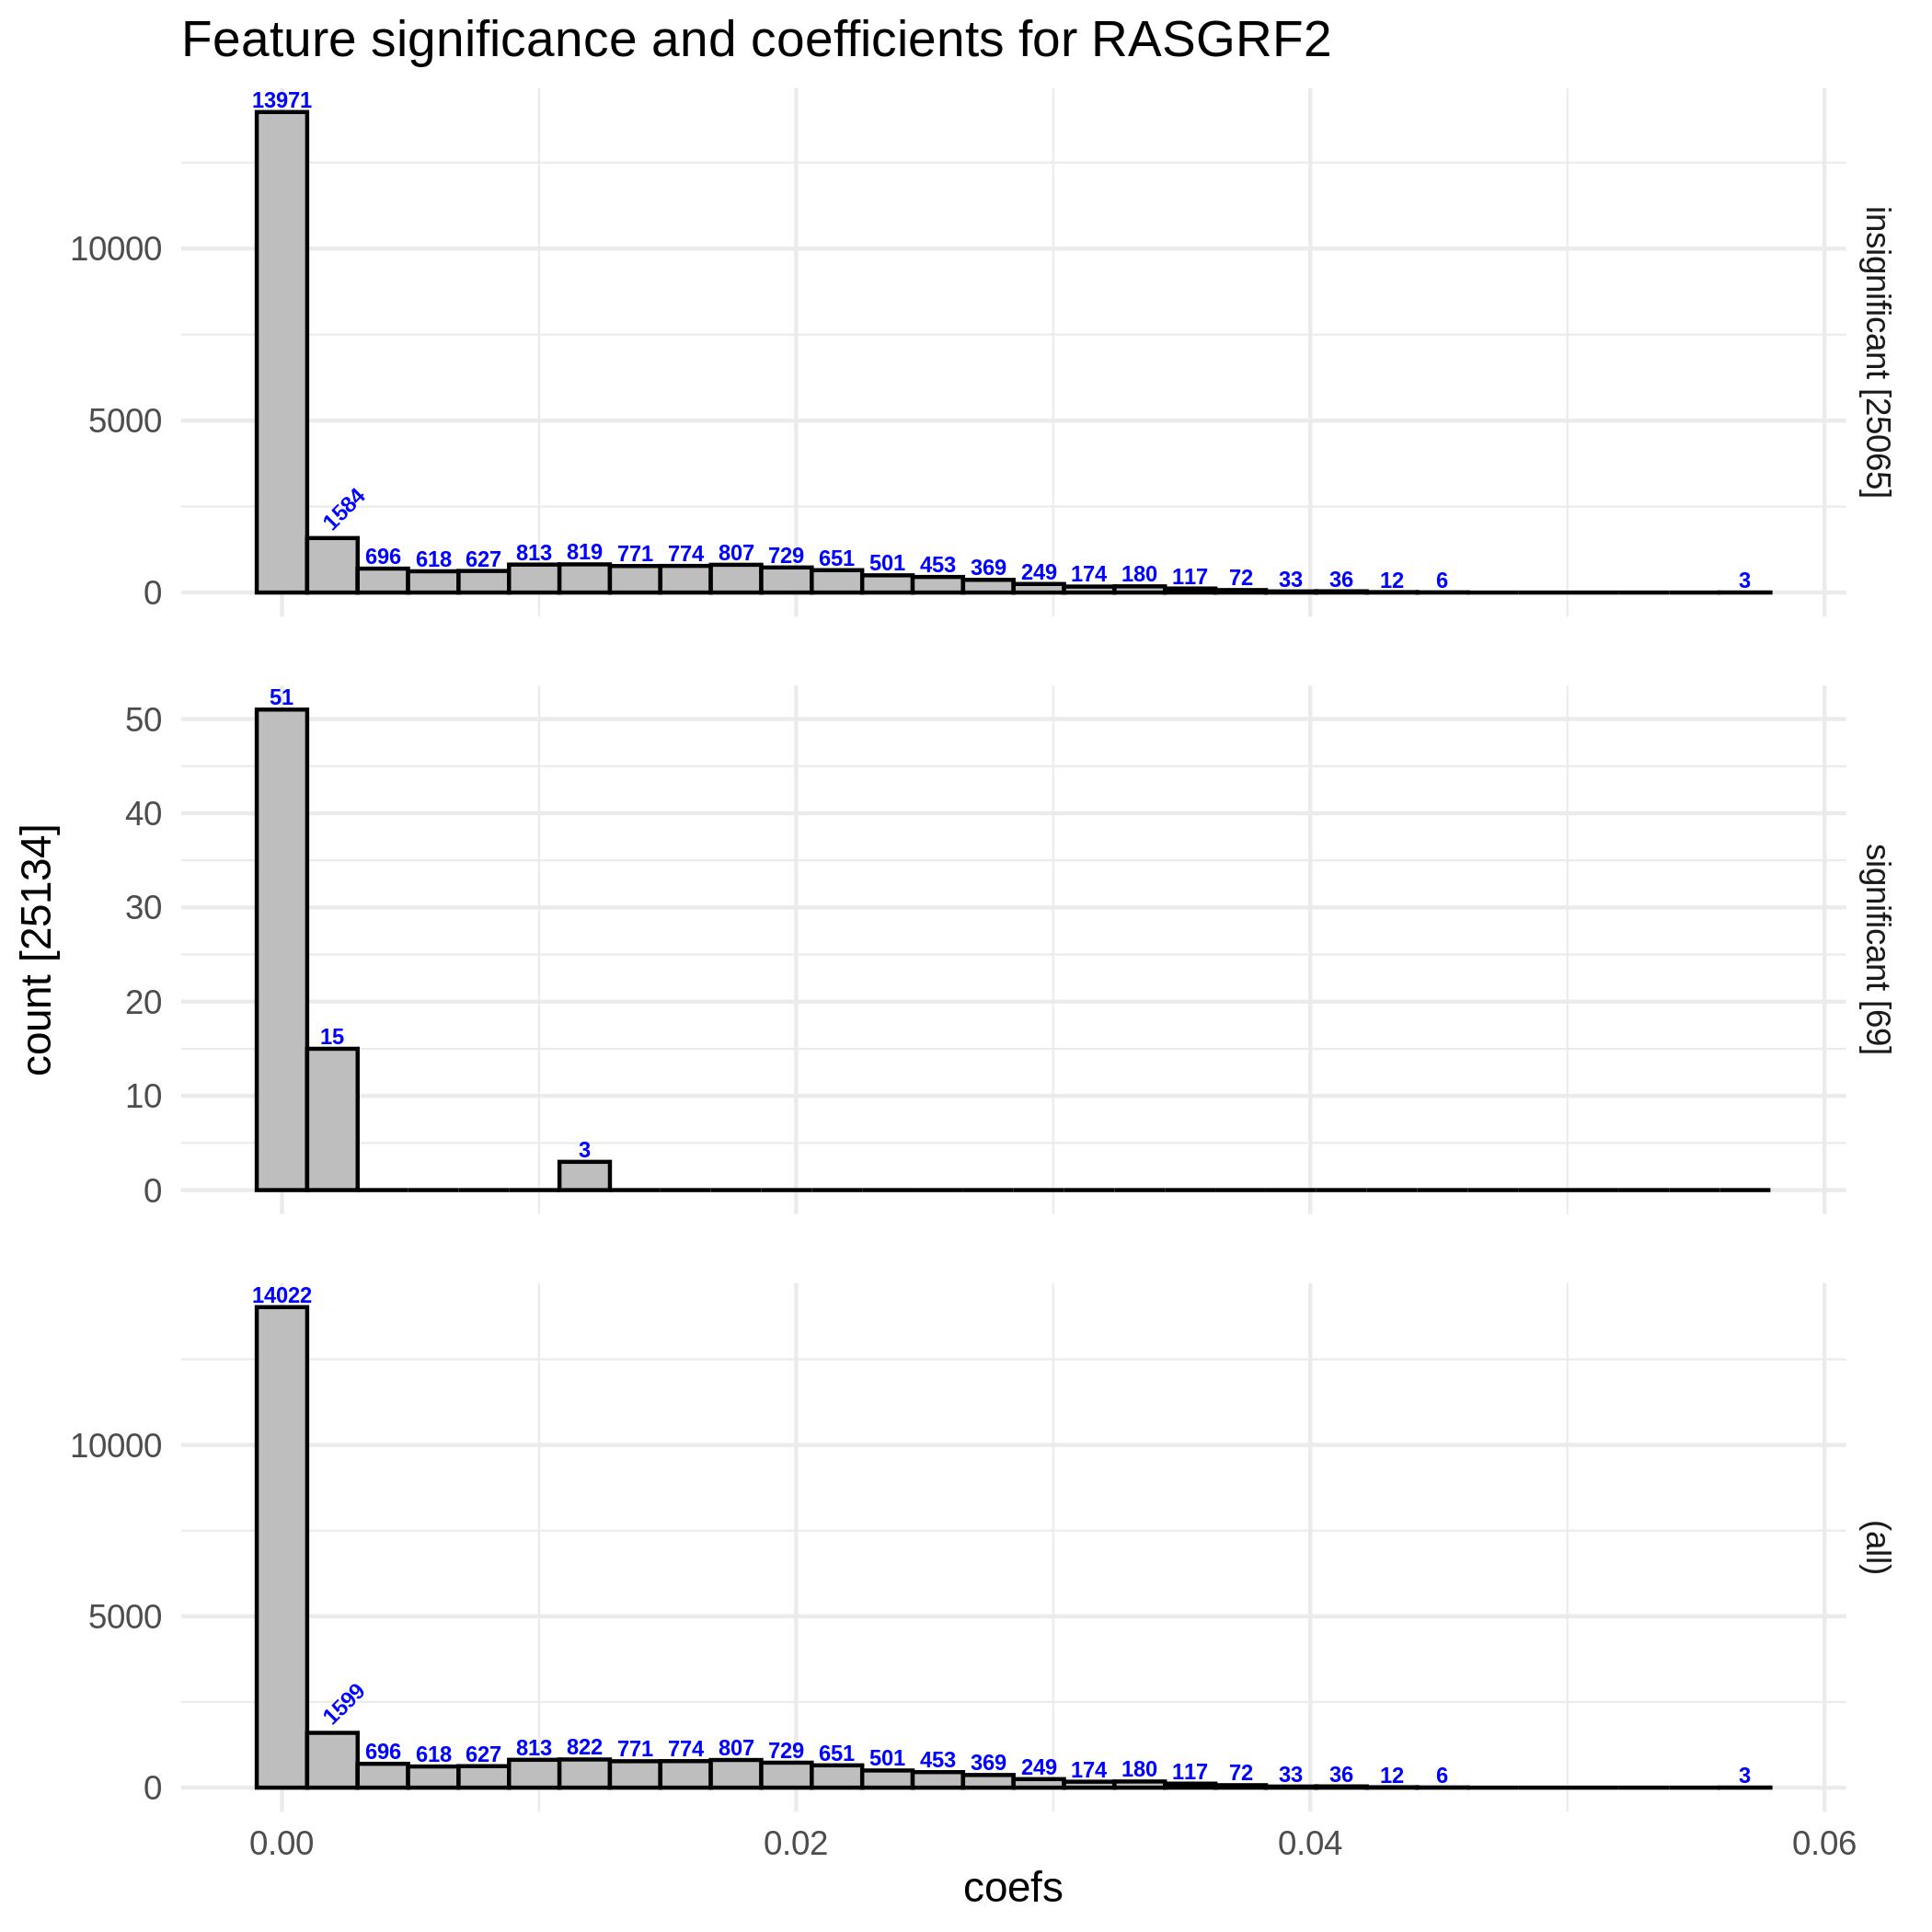 Feature significance and coefficients for RASGRF2
13971
10000
5000
0
1584
696 618 627 813 819 771 774 807 729 651 501 453 369 249 174 180 117 72 33 36 12 6 3
insignificant [25065]
count [25134]
51
50
40
30
20
10
0
15
3
significant [69]
14022
10000
5000
0
1599
696 618 627 813 822 771 774 807 729 651 501 453 369 249 174 180 117 72 33 36 12 6 3
(all)
0.00 0.02 0.04 0.06
coefs